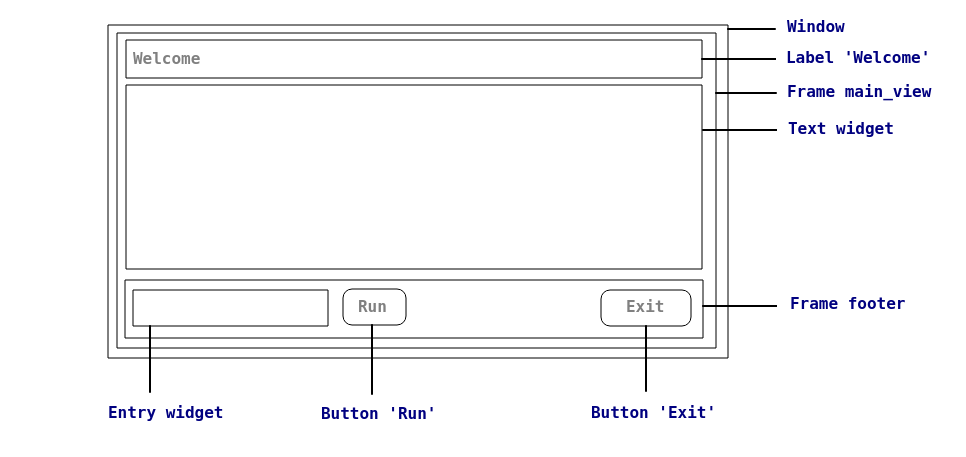 Window
Welcome
Label 'Welcome'
Frame main_view
Text widget
Run
Exit
Frame footer
Entry widget
Button 'Run'
Button 'Exit'